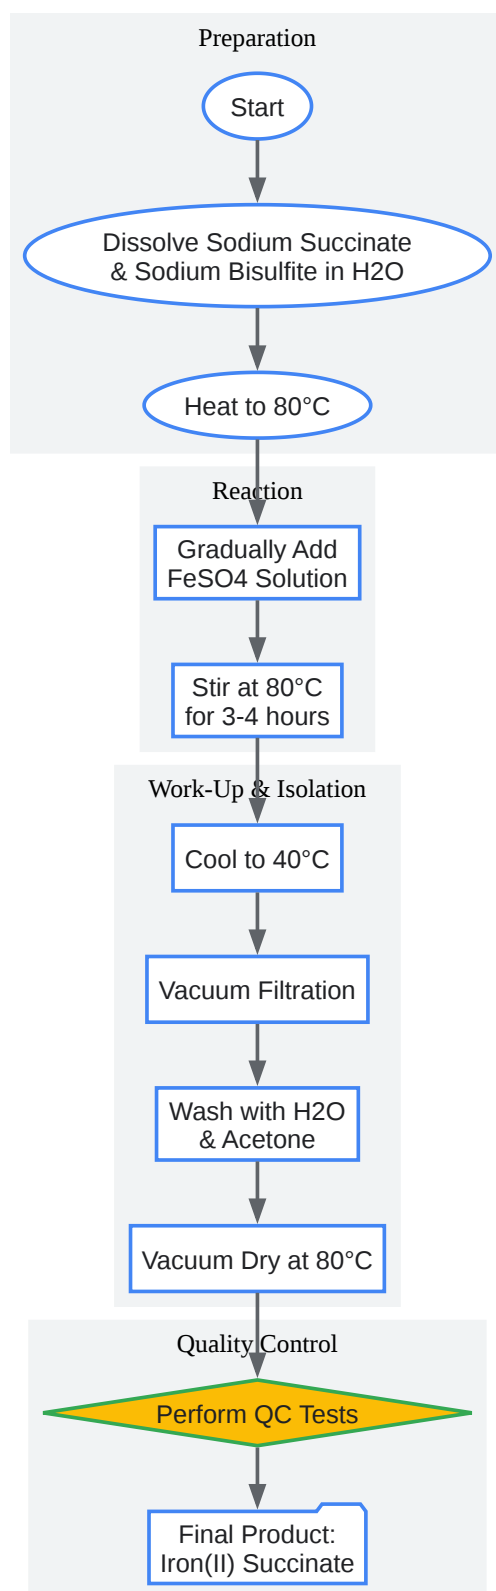 Preparation
Start
Dissolve Sodium Succinate
& Sodium Bisulfite in H2O
Heat to 80°C
Reaction
Gradually Add
FeSO4 Solution
Stir at 80°C
for 3-4 hours
Work-Up & Isolation
Cool to 40°C
Vacuum Filtration
Wash with H2O
& Acetone
Vacuum Dry at 80°C
Quality Control
Perform QC Tests
Final Product:
Iron(II) Succinate